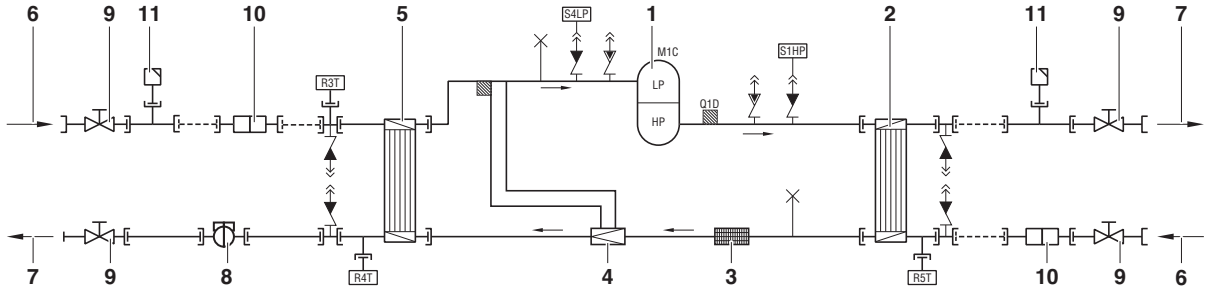 6 9 11 10 5 S4LP 1 2 11 9 7
M1C S1HP
R3T LP Q1D
HP
7 9 8 R4T 4 3 R5T 10 9 6